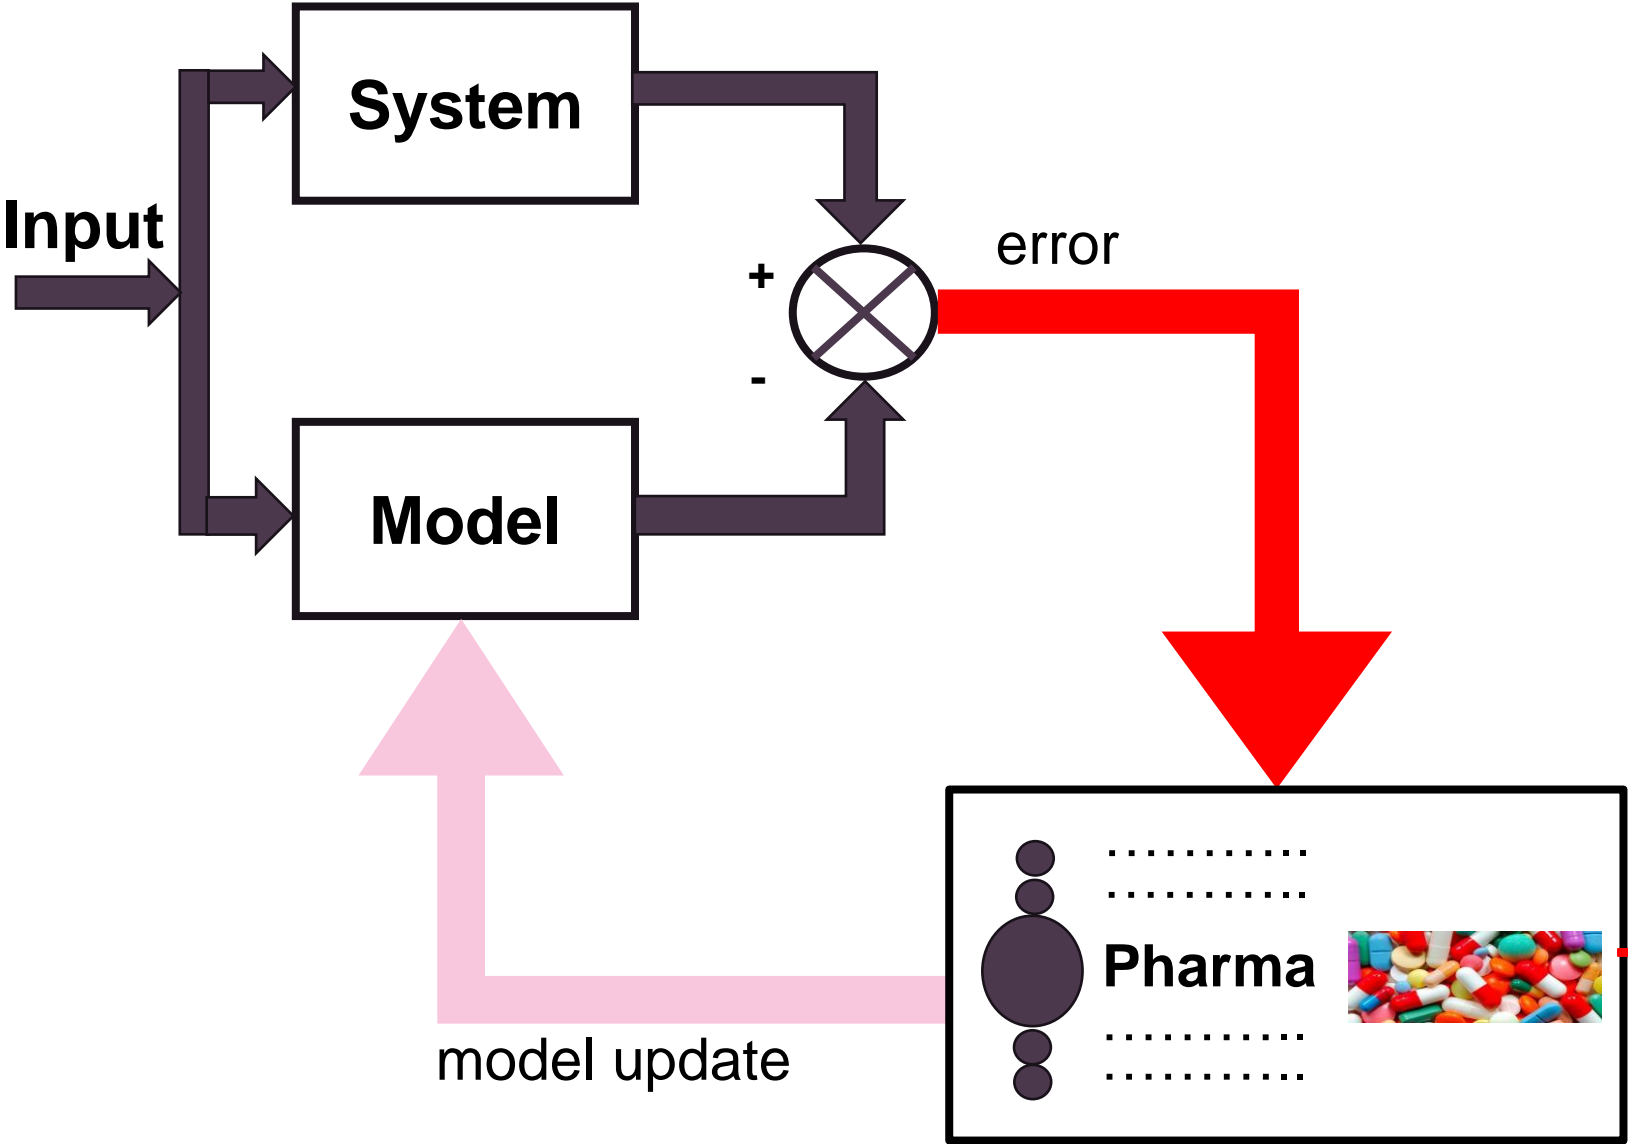 System
Input
error
+
-
Model
...........
...........
Pharma
...........
...........
model update